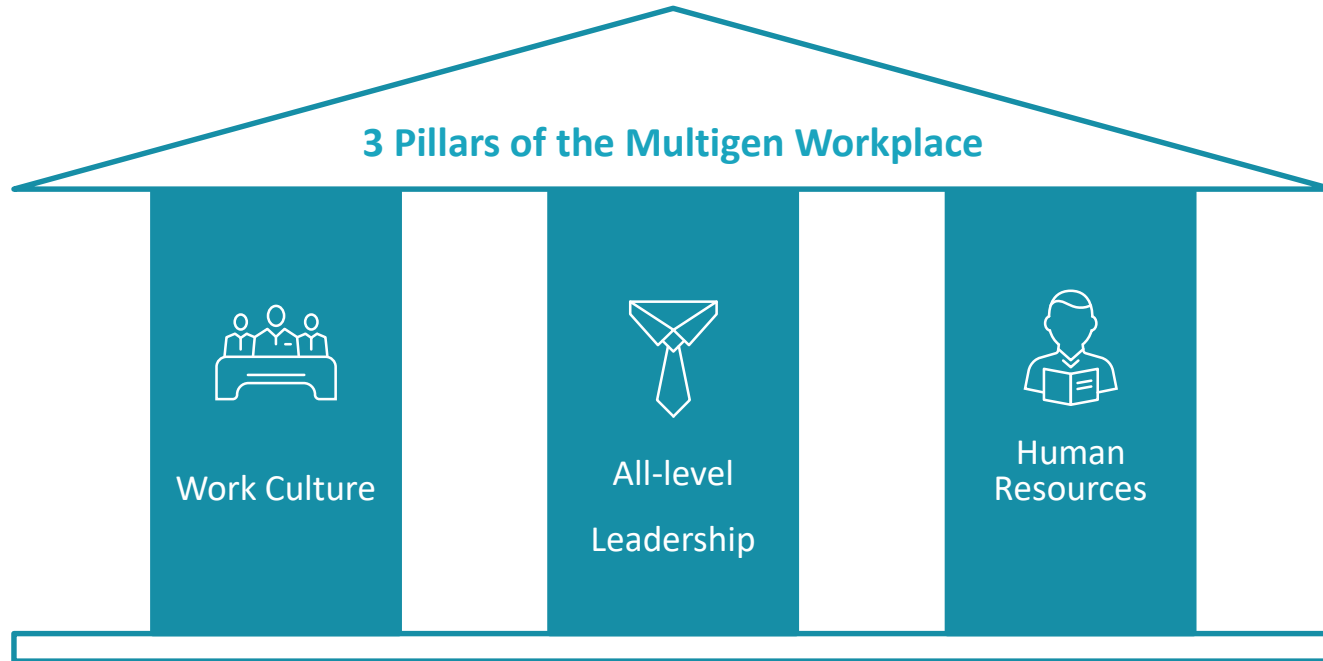 3 Pillars of the Multigen Workplace
Work Culture
All-level
Leadership
Human
Resources